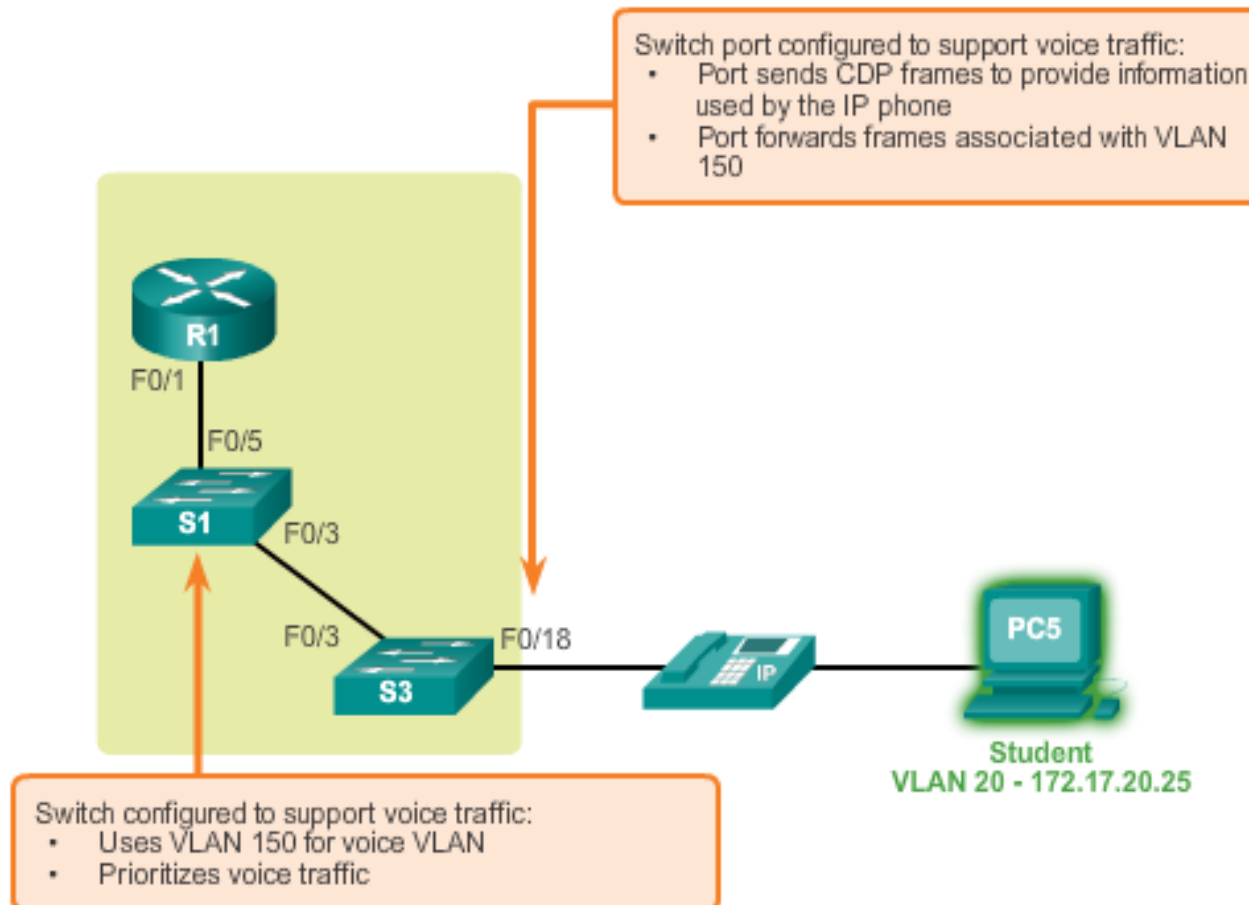 Switch port configured to support voice traffic:
• Port sends CDP frames to provide information
used by the IP phone
• Port forwards frames associated with VLAN
150
R1
F0/1
F0/5
S1
F0/3
F0/3
F0/18
S3
IP
PC5
Student
VLAN 20 - 172.17.20.25
Switch configured to support voice traffic:
• Uses VLAN 150 for voice VLAN
• Prioritizes voice traffic